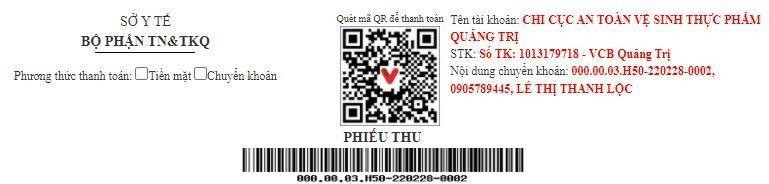 SỞ Y TẾ
BỘ PHẬN TN&TKQ
Phương thức thanh toán: Tiền mặt Chuyển khoản
Quét mã QR để thanh toán
Tên tài khoản: CHI CỤC AN TOÀN VỆ SINH THỰC PHẨM
QUẢNG TRỊ
STK: Số TK: 1013179718 - VCB Quảng Trị
Nội dung chuyển khoản: 000.00.03.H50-220228-0002,
0905789445, LÊ THỊ THANH LỘC
PHIẾU THU
000.00.03.H50-220228-0002